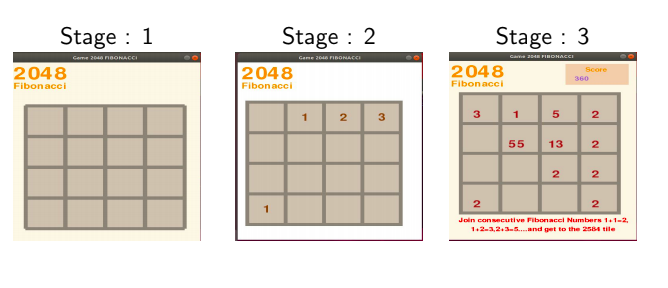 Stage : 1
Game 2048 FIBONACCI
2048
Fibonacci
Stage : 2
Game 2048 FIBONACCI
2048
Fibonacci
1 2 3
1
Stage : 3
Game 2048 FIBONACCI
2048
Fibonacci
Score
360
3 1 5 2
55 13 2
2 2
2 2
Join consecutive Fibonacci Numbers 1+1=2,
1+2=3,2+3=5....and get to the 2584 tile